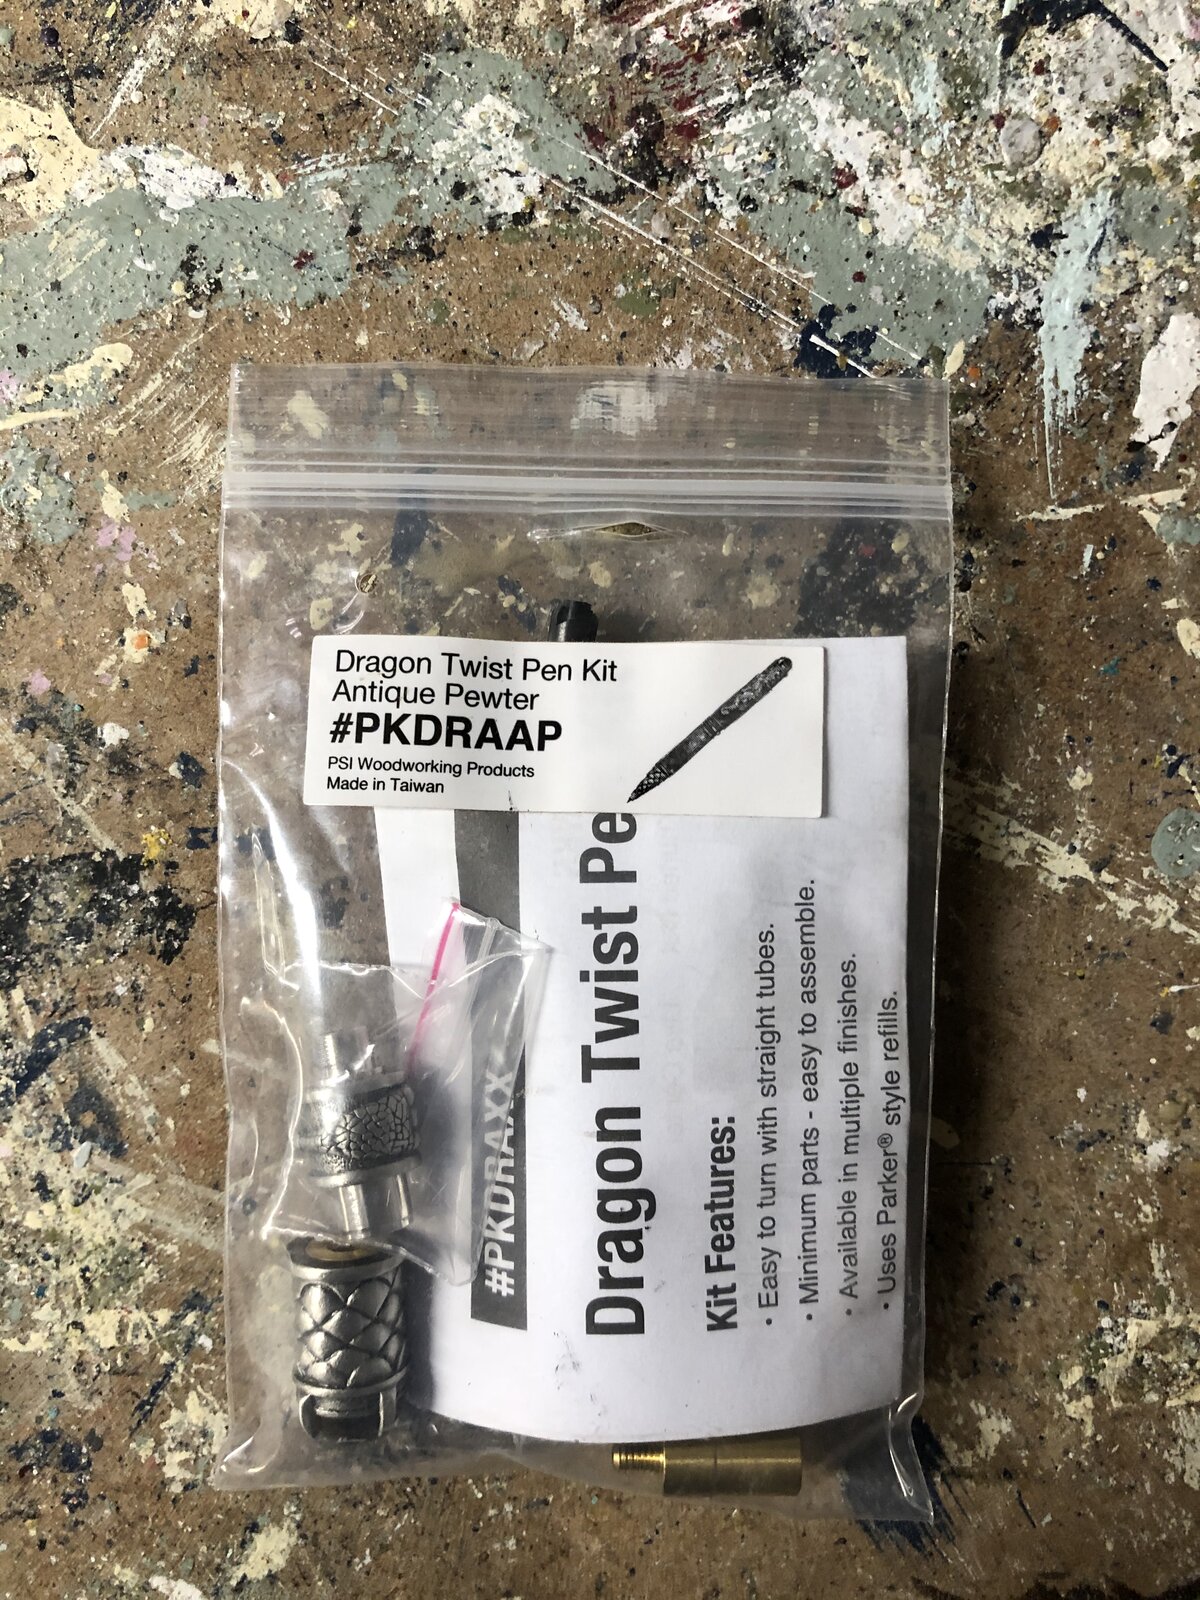 Dragon Twist Pen Kit
Antique Pewter
#PKDRAAP
PSI Woodworking Products
Made in Taiwan
#PKDRAXX
Dragon Twist Pe
Kit Features:
• Easy to turn with straight tubes.
• Minimum parts - easy to assemble.
• Available in multiple finishes.
• Uses Parker® style refills.